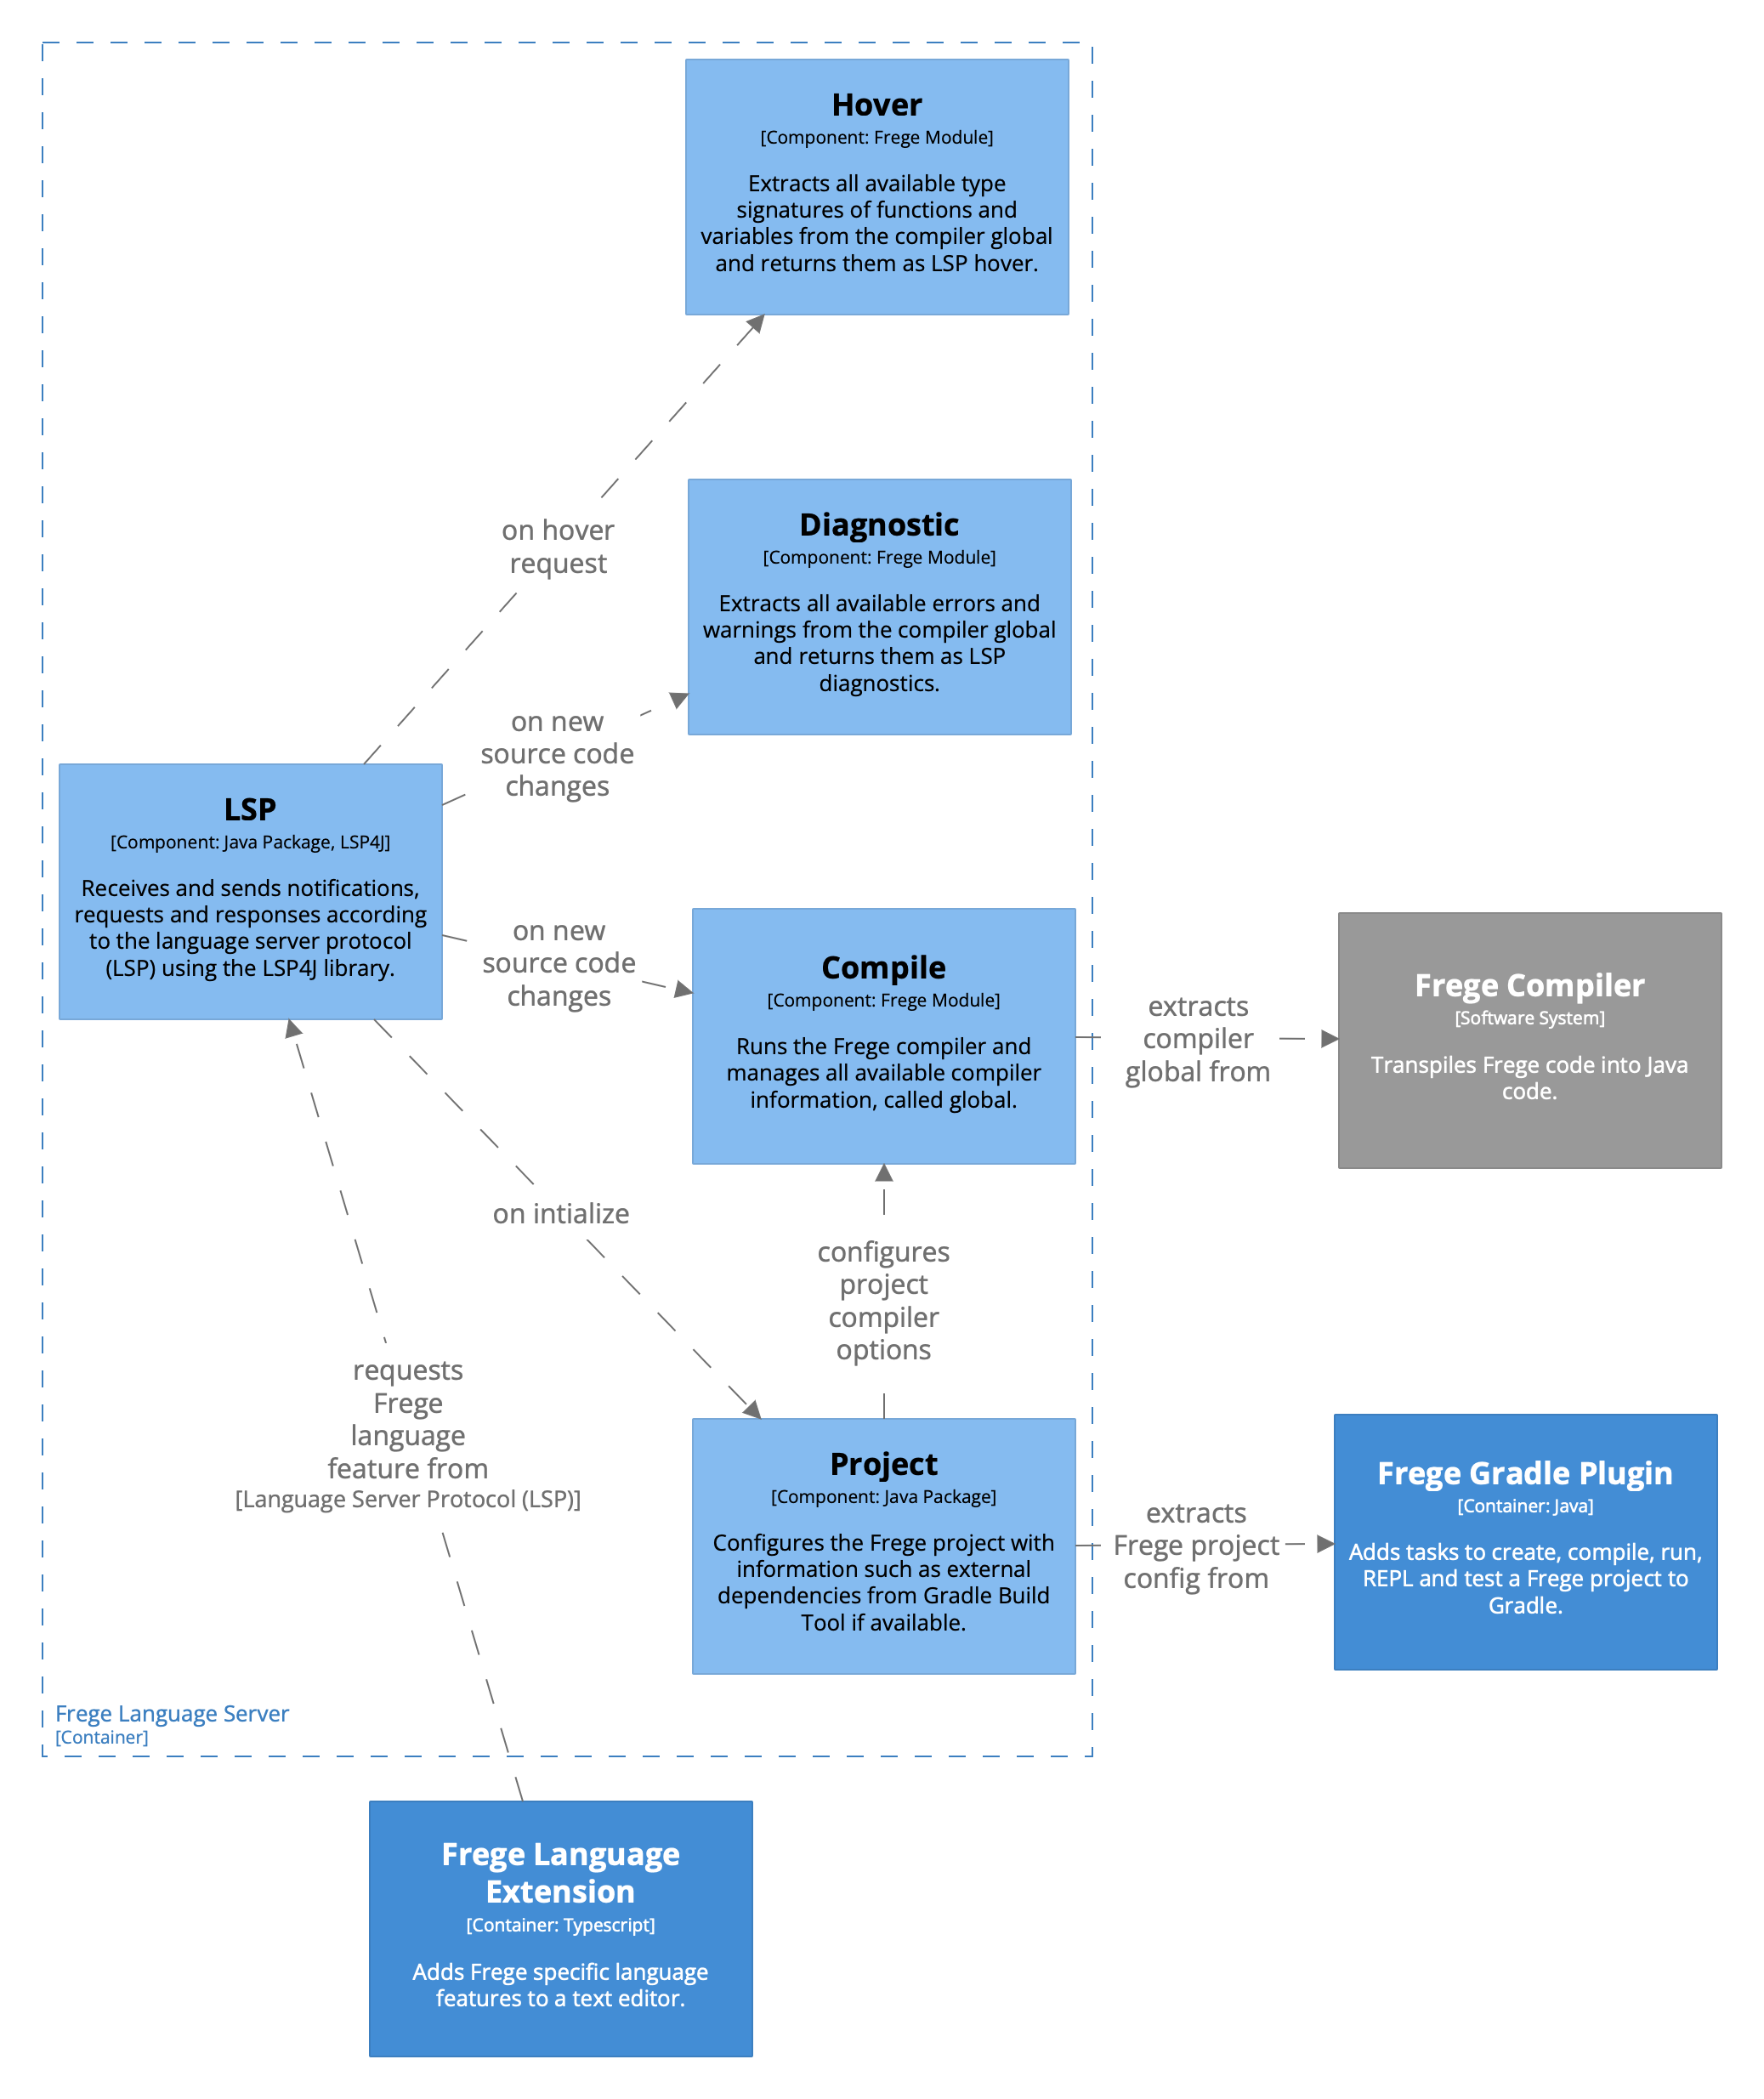 Hover
[Component: Frege Module]
Extracts all available type
signatures of functions and
variables from the compiler global
and returns them as LSP hover.
on hover
request
Diagnostic
[Component: Frege Module]
Extracts all available errors and
warnings from the compiler global
and returns them as LSP
diagnostics.
on new
source code
changes
LSP
[Component: Java Package, LSP4J]
Receives and sends notifications,
requests and responses according
to the language server protocol
(LSP) using the LSP4J library.
on new
source code
changes
Compile
[Component: Frege Module]
Runs the Frege compiler and
manages all available compiler
information, called global.
extracts
compiler
global from
Frege Compiler
[Software System]
Transpiles Frege code into Java
code.
on intialize
configures
project
compiler
options
requests
Frege
language
feature from
[Language Server Protocol (LSP)]
Project
[Component: Java Package]
Configures the Frege project with
information such as external
dependencies from Gradle Build
Tool if available.
extracts
Frege project
config from
Frege Gradle Plugin
[Container: Java]
Adds tasks to create, compile, run,
REPL and test a Frege project to
Gradle.
Frege Language Server
[Container]
Frege Language
Extension
[Container: Typescript]
Adds Frege specific language
features to a text editor.